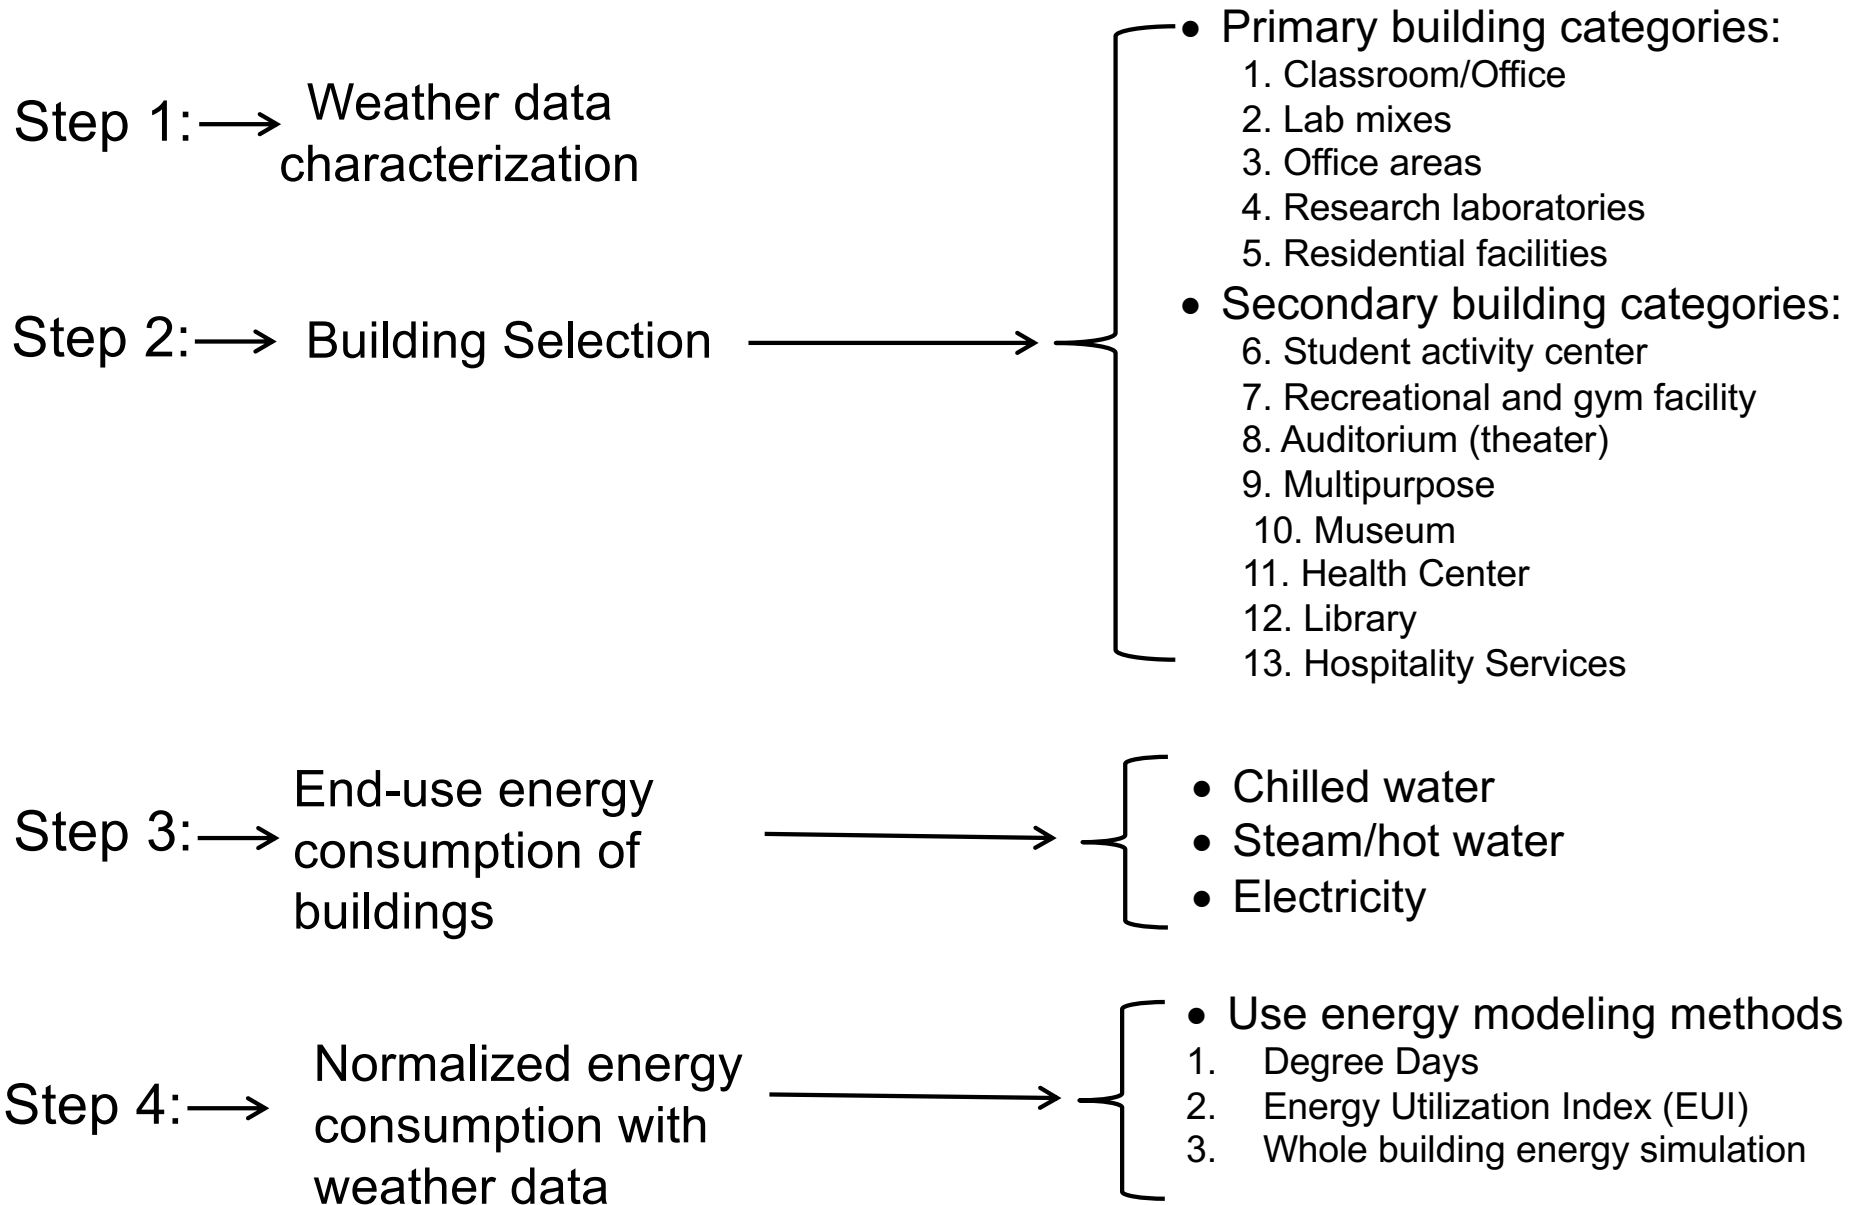 Step 1:
Weather data
characterization
Step 2:
Building Selection
• Primary building categories:
1. Classroom/Office
2. Lab mixes
3. Office areas
4. Research laboratories
5. Residential facilities
• Secondary building categories:
6. Student activity center
7. Recreational and gym facility
8. Auditorium (theater)
9. Multipurpose
10. Museum
11. Health Center
12. Library
13. Hospitality Services
Step 3:
End-use energy
consumption of
buildings
• Chilled water
• Steam/hot water
• Electricity
Step 4:
Normalized energy
consumption with
weather data
• Use energy modeling methods
1. Degree Days
2. Energy Utilization Index (EUI)
3. Whole building energy simulation